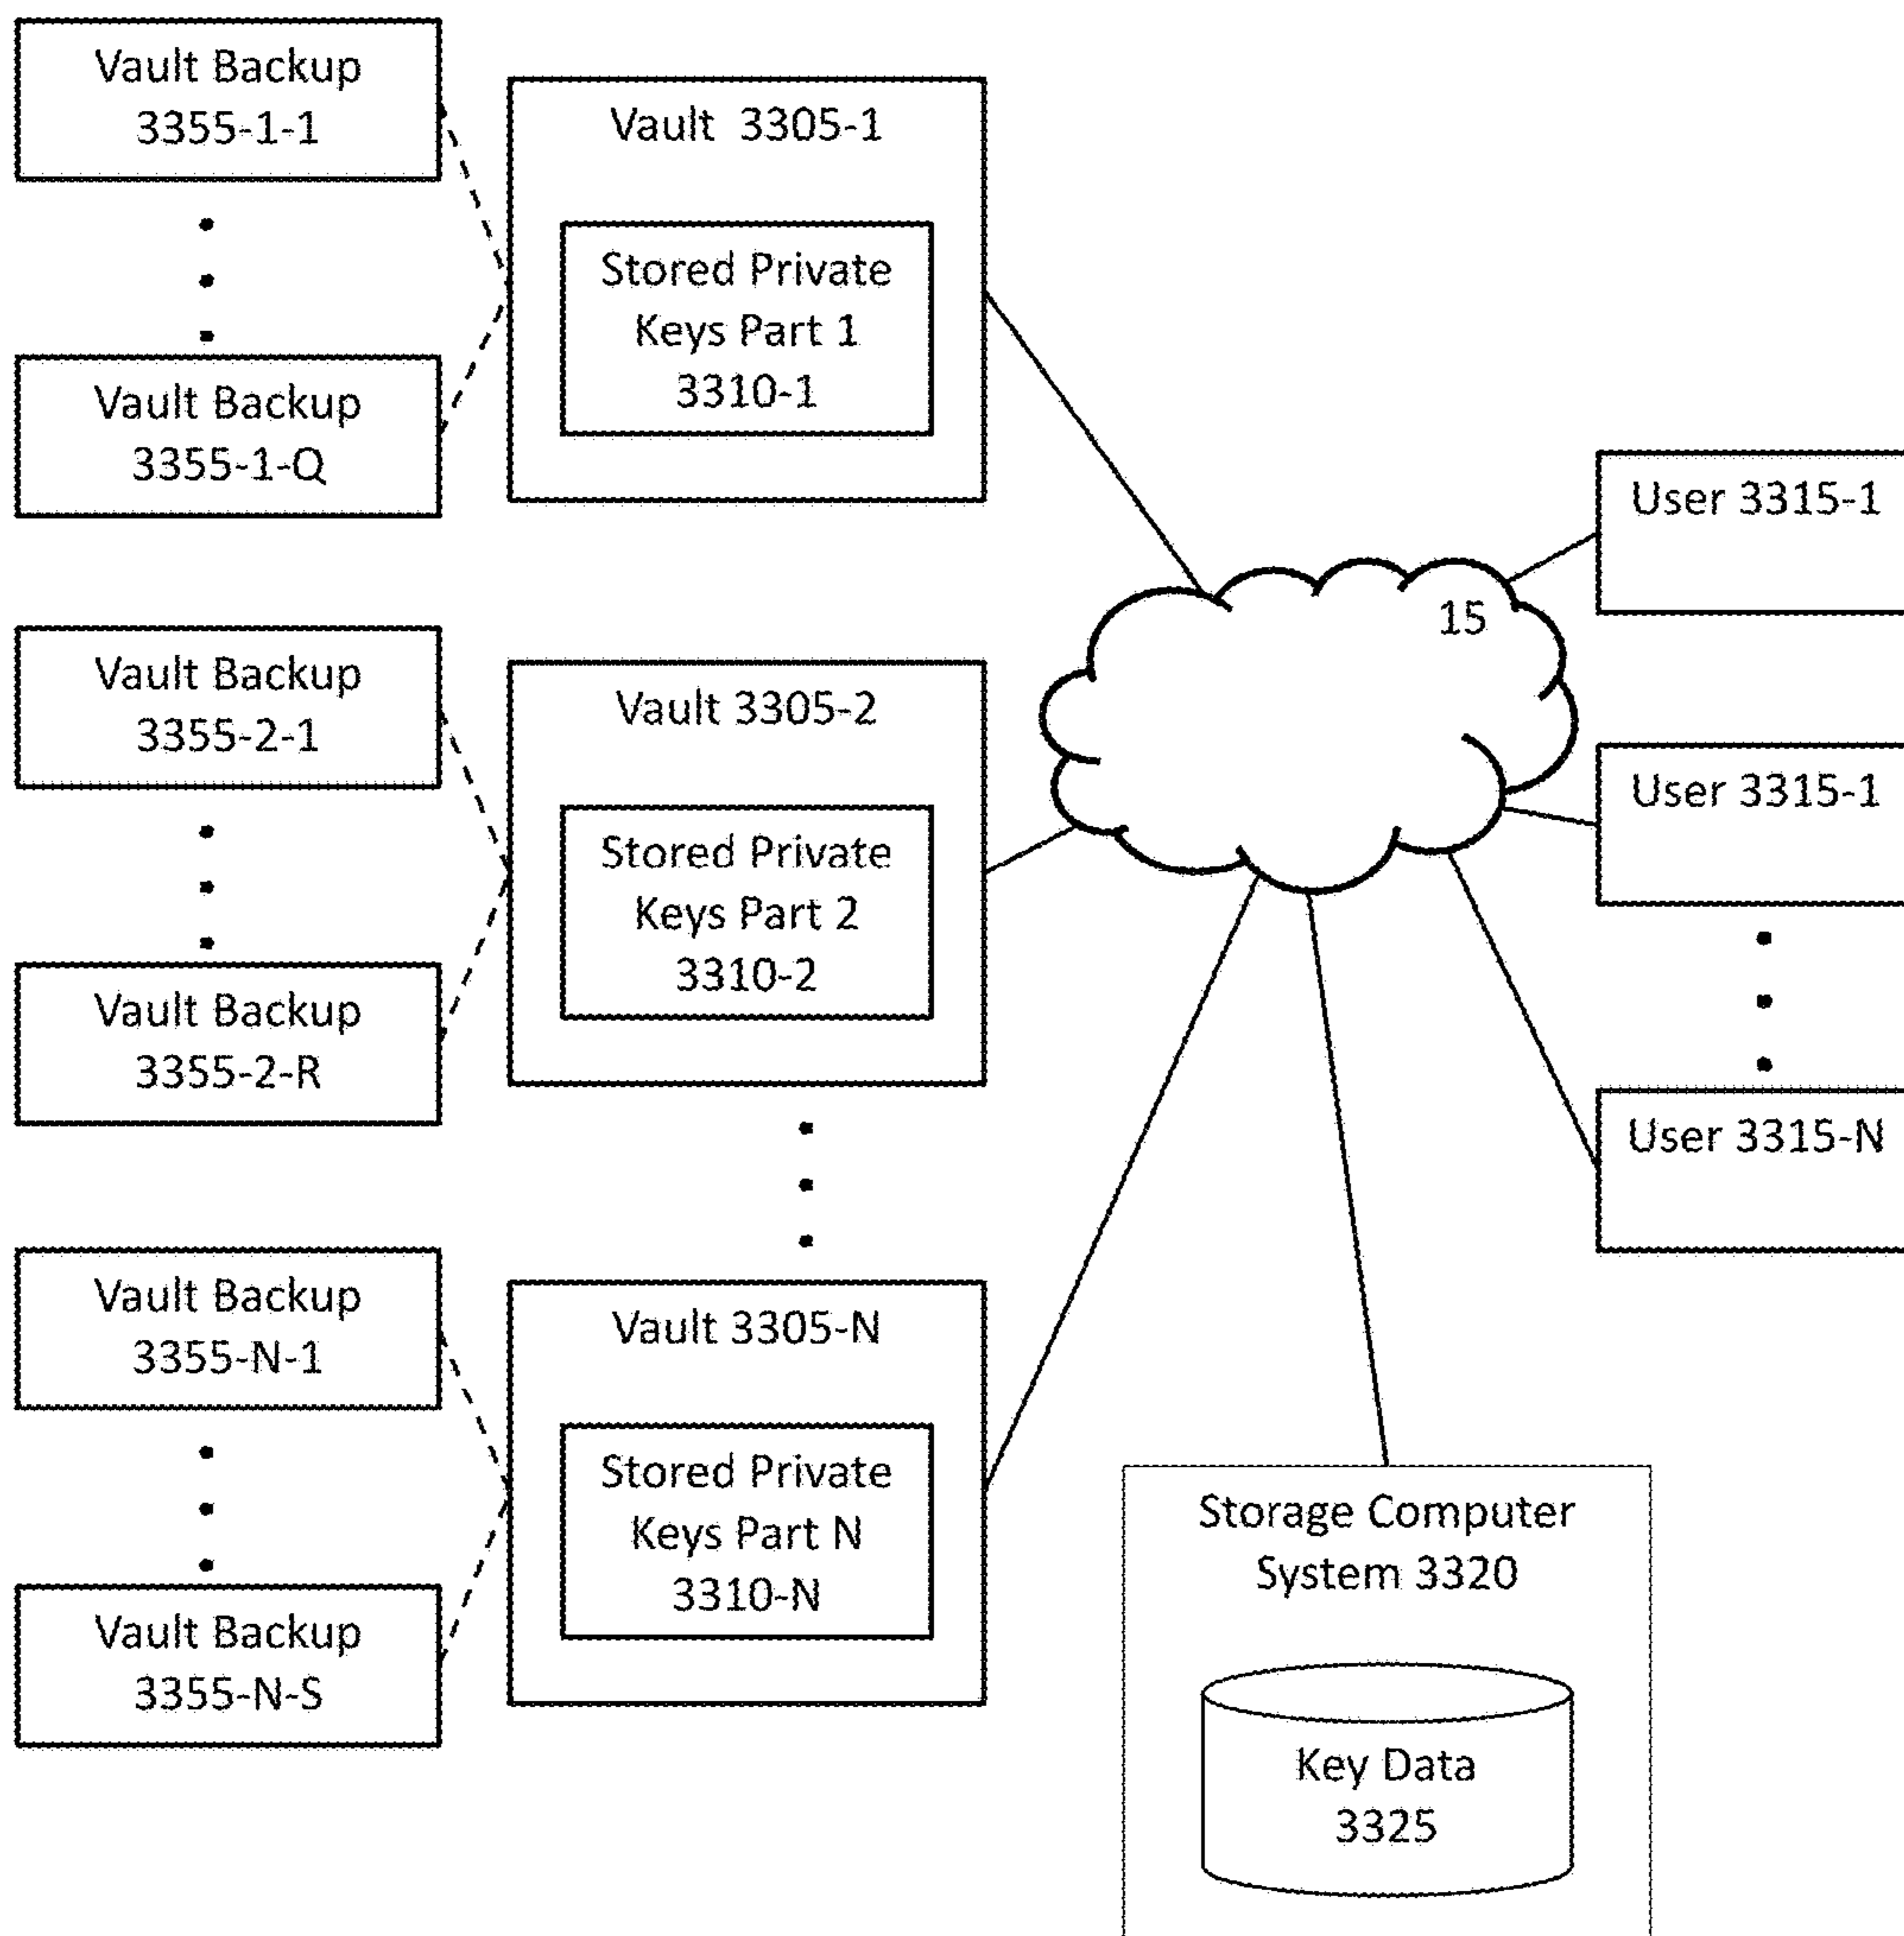 Vault Backup
3355-1-1
Vault Backup
3355-1-Q
Vault 3305-1
Stored Private
Keys Part 1
3310-1
Vault Backup
3355-2-1
Vault Backup
3355-2-R
Vault 3305-2
Stored Private
Keys Part 2
3310-2
Vault Backup
3355-N-1
Vault Backup
3355-N-S
Vault 3305-N
Stored Private
Keys Part N
3310-N
15
User 3315-1
User 3315-1
User 3315-N
Storage Computer
System 3320
Key Data
3325